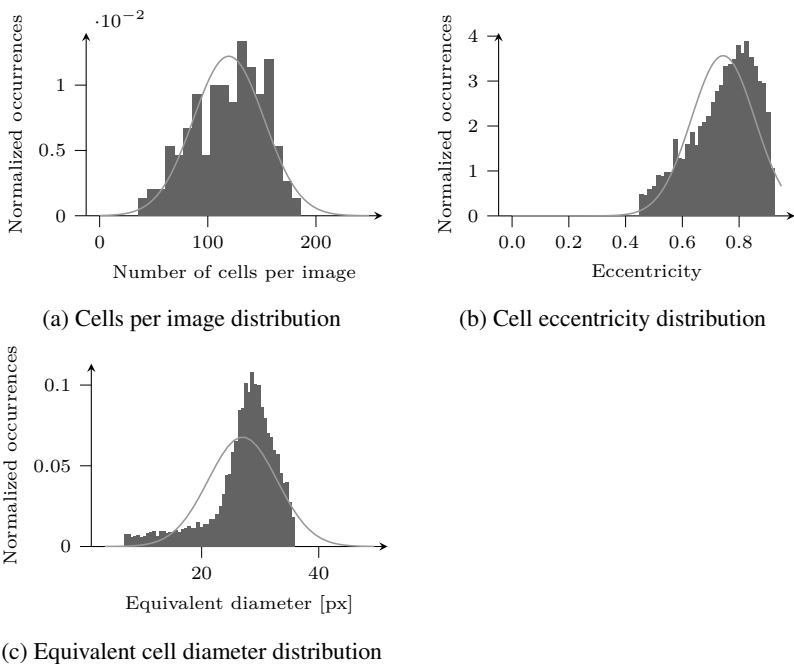 ·10⁻²
Normalized occurrences
1
0.5
0
0
100
200
Number of cells per image
(a) Cells per image distribution
Normalized occurrences
4
3
2
1
0
0.0
0.2
0.4
0.6
0.8
Eccentricity
(b) Cell eccentricity distribution
Normalized occurrences
0.1
0.05
0
20
40
Equivalent diameter [px]
(c) Equivalent cell diameter distribution